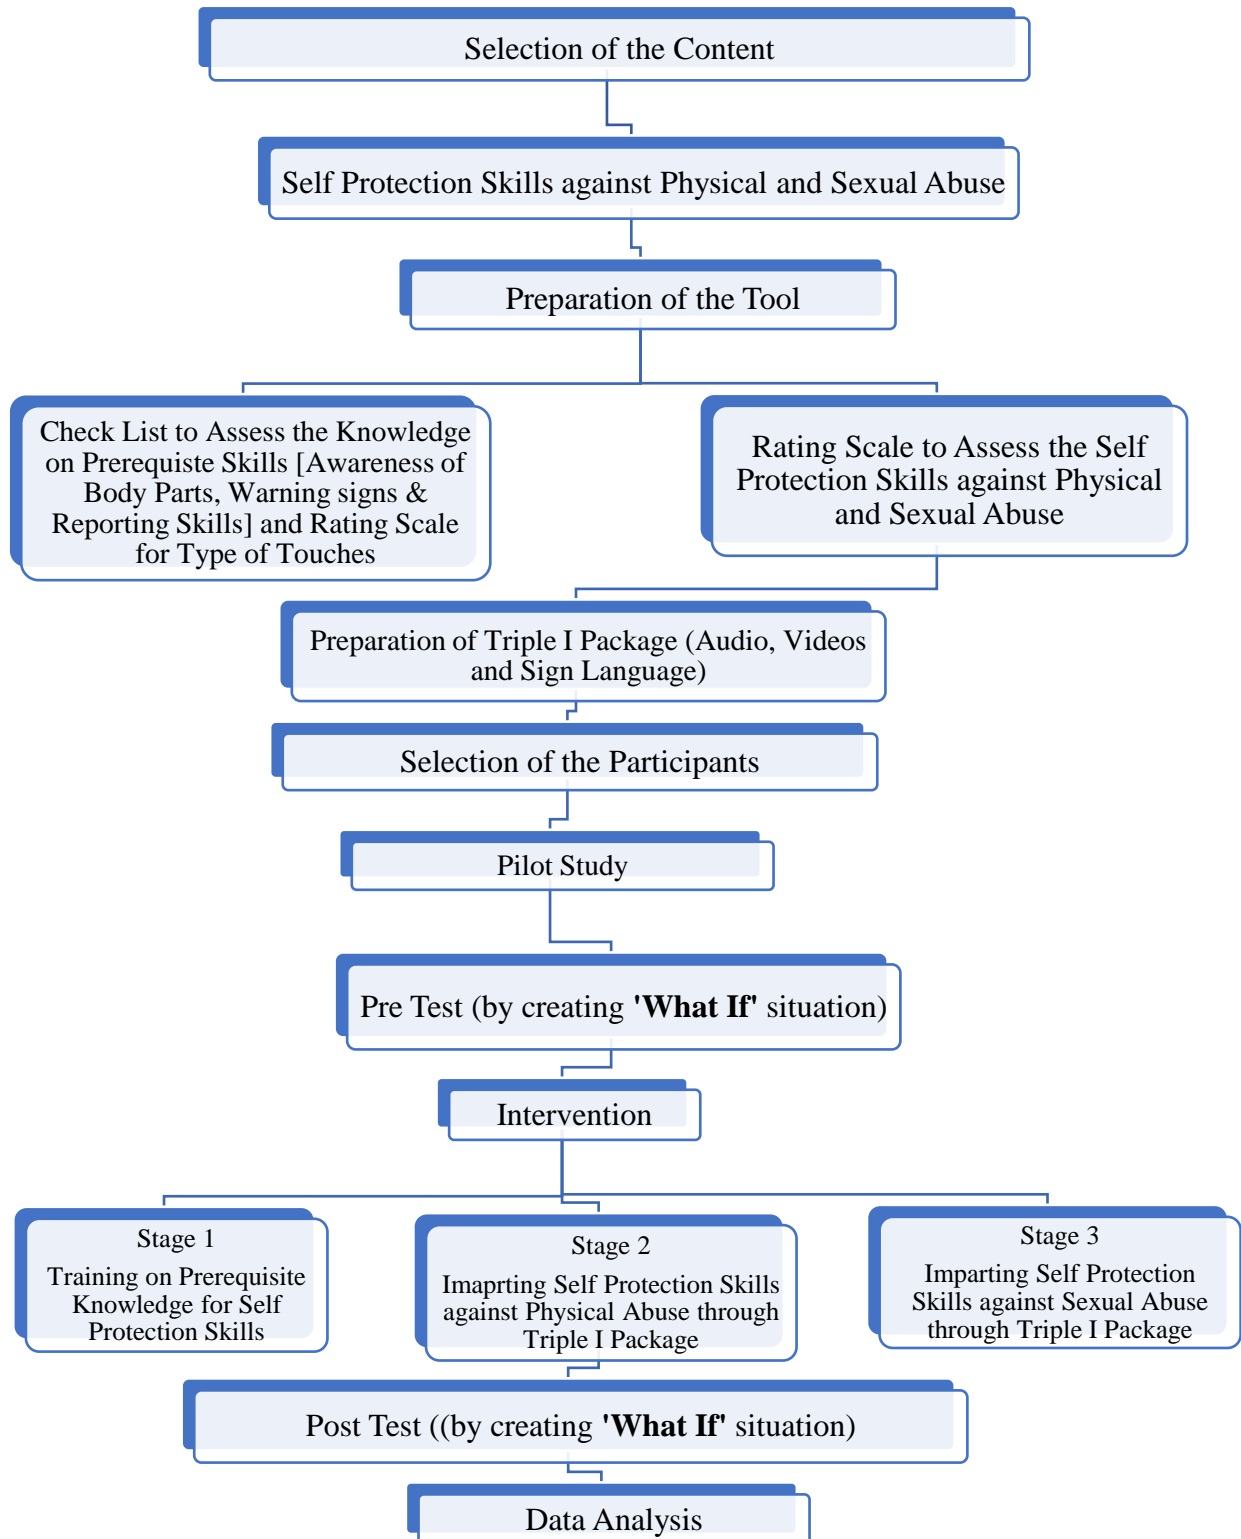 Selection of the Content
Self Protection Skills against Physical and Sexual Abuse
Preparation of the Tool
Check List to Assess the Knowledge
on Prerequiste Skills [Awareness of
Body Parts, Warning signs &
Reporting Skills] and Rating Scale
for Type of Touches
Rating Scale to Assess the Self
Protection Skills against Physical
and Sexual Abuse
Preparation of Triple I Package (Audio, Videos
and Sign Language)
Selection of the Participants
Pilot Study
Pre Test (by creating 'What If' situation)
Intervention
Stage 1
Training on Prerequisite
Knowledge for Self
Protection Skills
Stage 2
Imaprting Self Protection Skills
against Physical Abuse through
Triple I Package
Stage 3
Imparting Self Protection
Skills against Sexual Abuse
through Triple I Package
Post Test ((by creating 'What If' situation)
Data Analysis